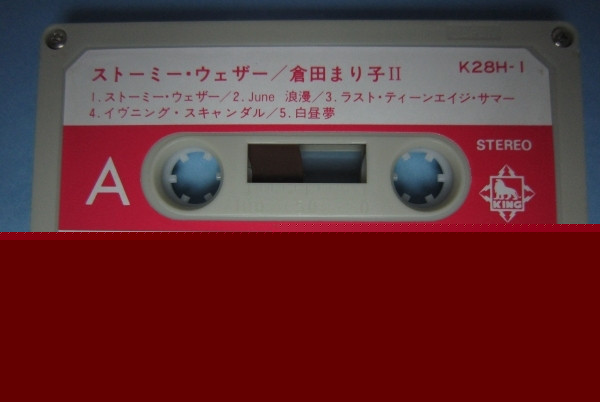 ストーミー・ウェザー／倉田まり子II K28H-1
1.ストーミー・ウェザー／2.June 浪漫／3.ラスト・ティーンエイジ・サマー
4.イヴニング・スキャンダル／5.白昼夢
STEREO
A
KING